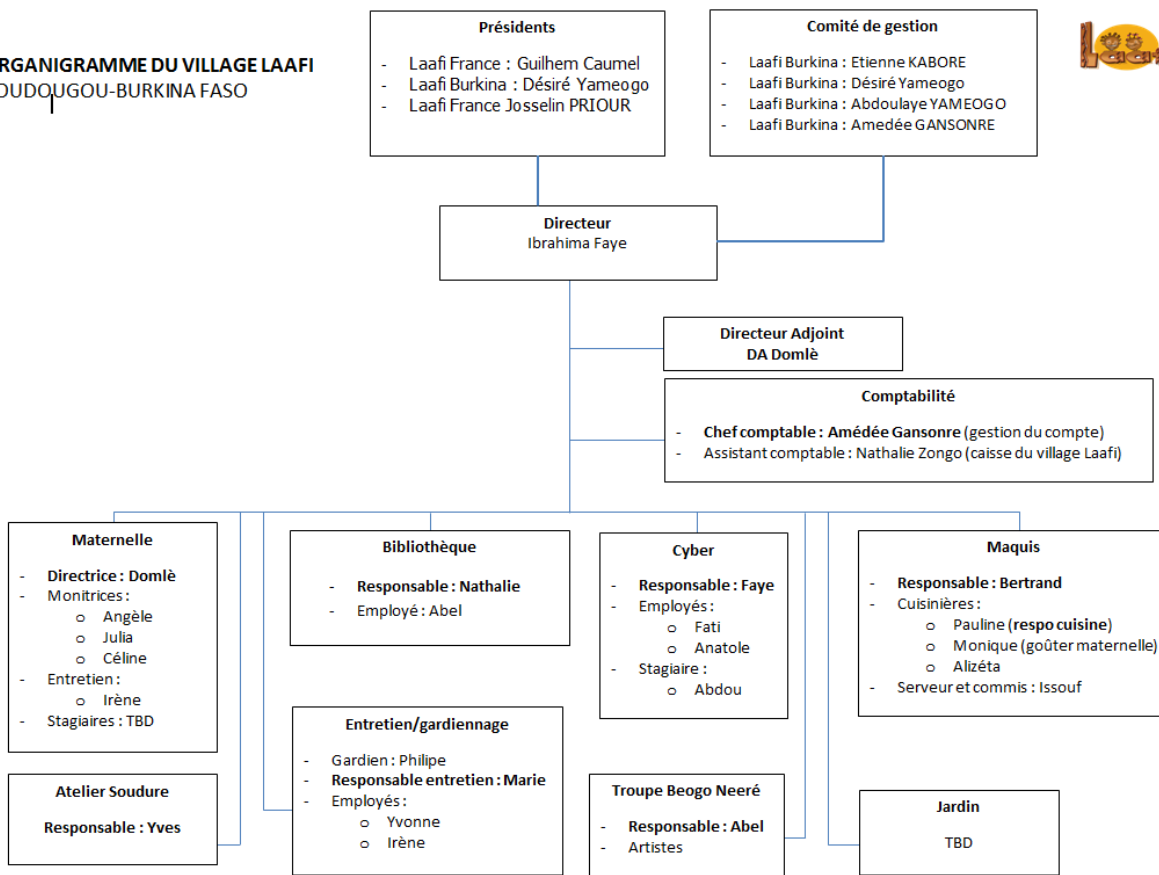 RGANIGRAMME DU VILLAGE LAAFI
OUDOUGOU-BURKINA FASO
Présidents
- Laafi France : Guilhem Caumel
- Laafi Burkina : Désiré Yameogo
- Laafi France Josselin PRIOUR
Comité de gestion
- Laafi Burkina : Etienne KABORE
- Laafi Burkina : Désiré Yameogo
- Laafi Burkina : Abdoulaye YAMEOGO
- Laafi Burkina : Amedée GANSONRE
Directeur
Ibrahima Faye
Directeur Adjoint
DA Domlè
Comptabilité
- Chef comptable : Amédée Gansonre (gestion du compte)
- Assistant comptable : Nathalie Zongo (caisse du village Laafi)
Maternelle
- Directrice : Domlè
- Monitrices :
o Angèle
o Julia
o Céline
- Entretien :
o Irène
- Stagiaires : TBD
Bibliothèque
- Responsable : Nathalie
- Employé : Abel
Cyber
- Responsable : Faye
- Employés :
o Fati
o Anatole
- Stagiaire :
o Abdou
Maquis
- Responsable : Bertrand
- Cuisinières :
o Pauline (respo cuisine)
o Monique (goûter maternelle)
o Alizéta
- Serveur et commis : Issouf
Atelier Soudure
Responsable : Yves
Entretien/gardiennage
- Gardien : Philipe
- Responsable entretien : Marie
- Employés :
o Yvonne
o Irène
Troupe Beogo Neeré
- Responsable : Abel
- Artistes
Jardin
TBD